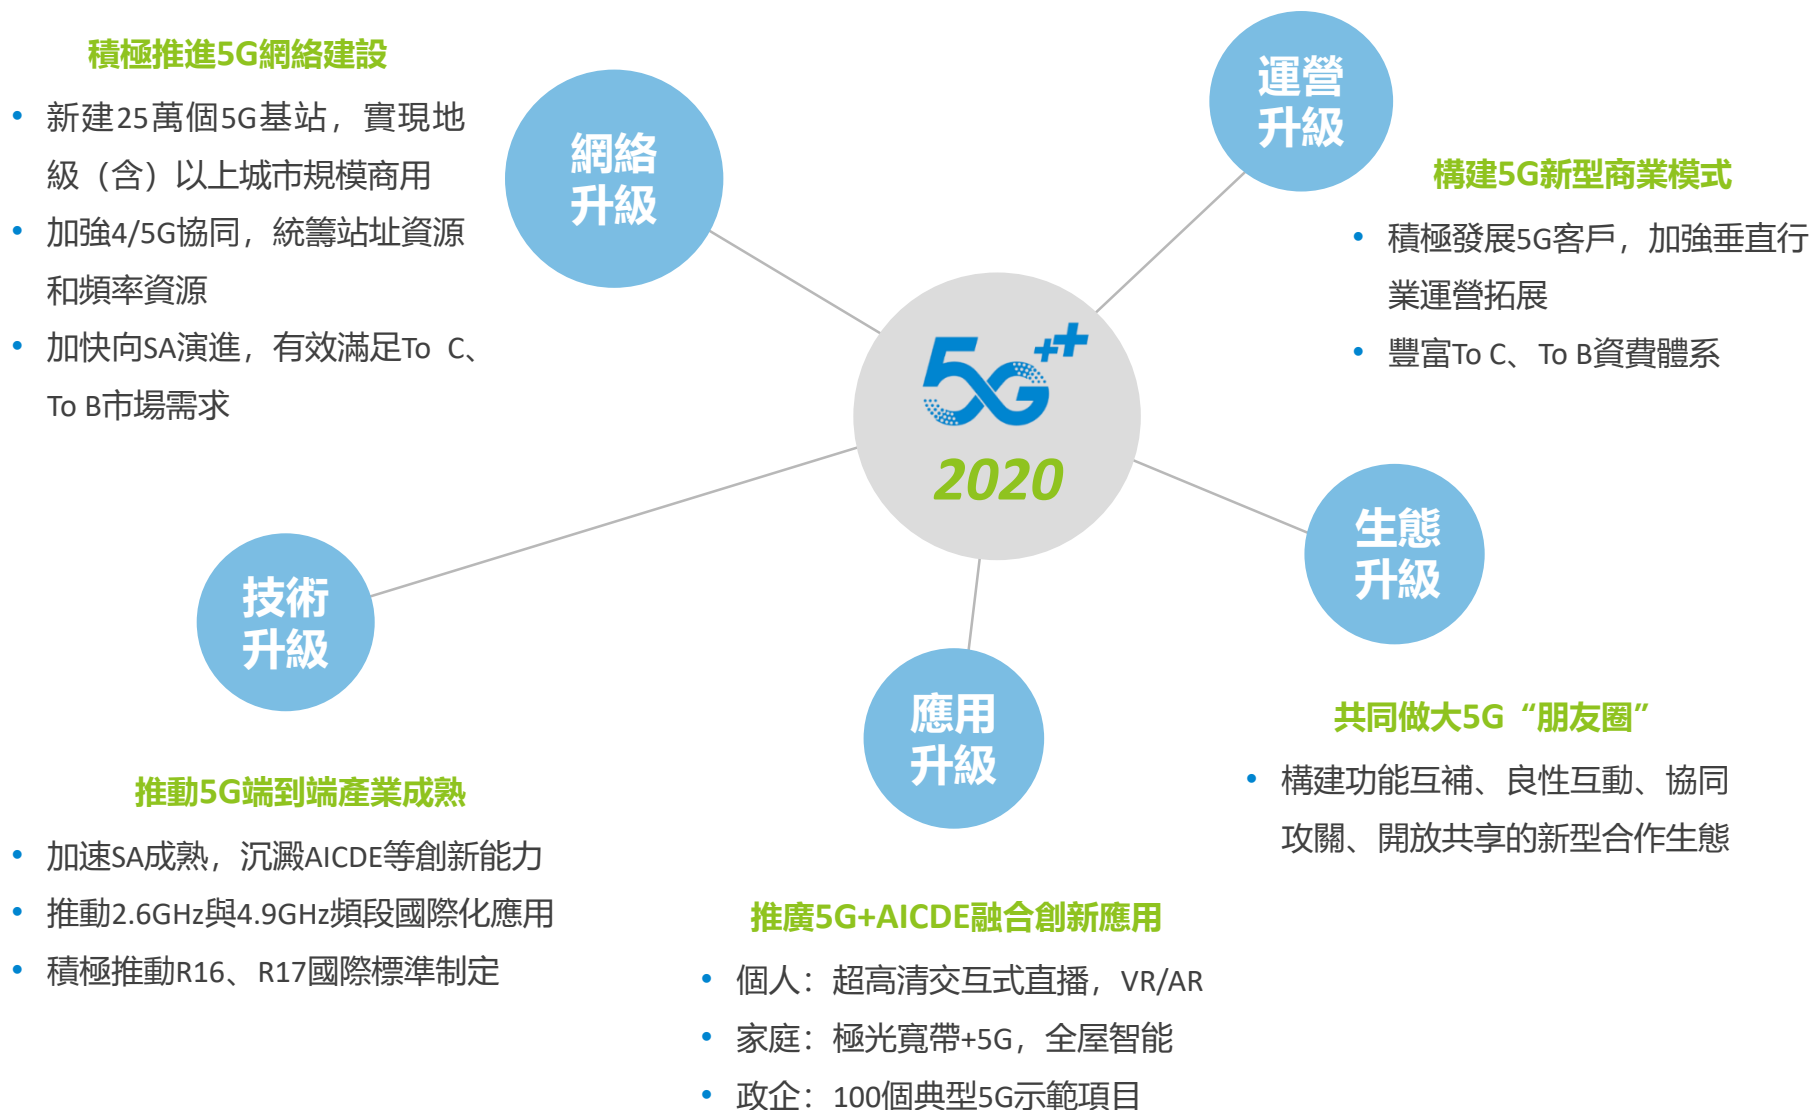 積極推進5G網絡建設
• 新建25萬個5G基站，實現地
級（含）以上城市規模商用
• 加強4/5G協同，統籌站址資源
和頻率資源
• 加快向SA演進，有效滿足To C、
To B市場需求
網絡
升級
運營
升級
構建5G新型商業模式
• 積極發展5G客戶，加強垂直行
業運營拓展
• 豐富To C、To B資費體系
5G++
2020
生態
升級
共同做大5G“朋友圈”
• 構建功能互補、良性互動、協同
攻關、開放共享的新型合作生態
技術
升級
推動5G端到端產業成熟
• 加速SA成熟，沉澱AICDE等創新能力
• 推動2.6GHz與4.9GHz頻段國際化應用
• 積極推動R16、R17國際標準制定
應用
升級
推廣5G+AICDE融合創新應用
• 個人：超高清交互式直播，VR/AR
• 家庭：極光寬帶+5G，全屋智能
• 政企：100個典型5G示範項目